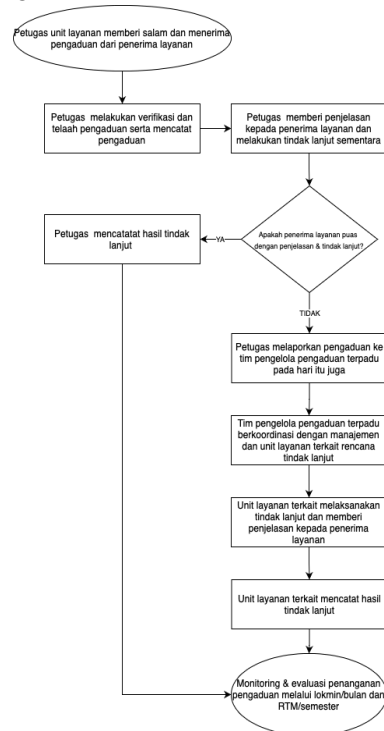 Petugas unit layanan memberi salam dan menerima
pengaduan dari penerima layanan
Petugas melakukan verifikasi dan
telaah pengaduan serta mencatat
pengaduan
Petugas memberi penjelasan
kepada penerima layanan dan
melakukan tindak lanjut sementara
Apakah penerima layanan puas
dengan penjelasan & tindak lanjut?
YA
Petugas mencatatat hasil tindak
lanjut
TIDAK
Petugas melaporkan pengaduan ke
tim pengelola pengaduan terpadu
pada hari itu juga
Tim pengelola pengaduan terpadu
berkoordinasi dengan manajemen
dan unit layanan terkait rencana
tindak lanjut
Unit layanan terkait melaksanakan
tindak lanjut dan memberi
penjelasan kepada penerima
layanan
Unit layanan terkait mencatat hasil
tindak lanjut
Monitoring & evaluasi penanganan
pengaduan melalui lokmin/bulan dan
RTM/semester